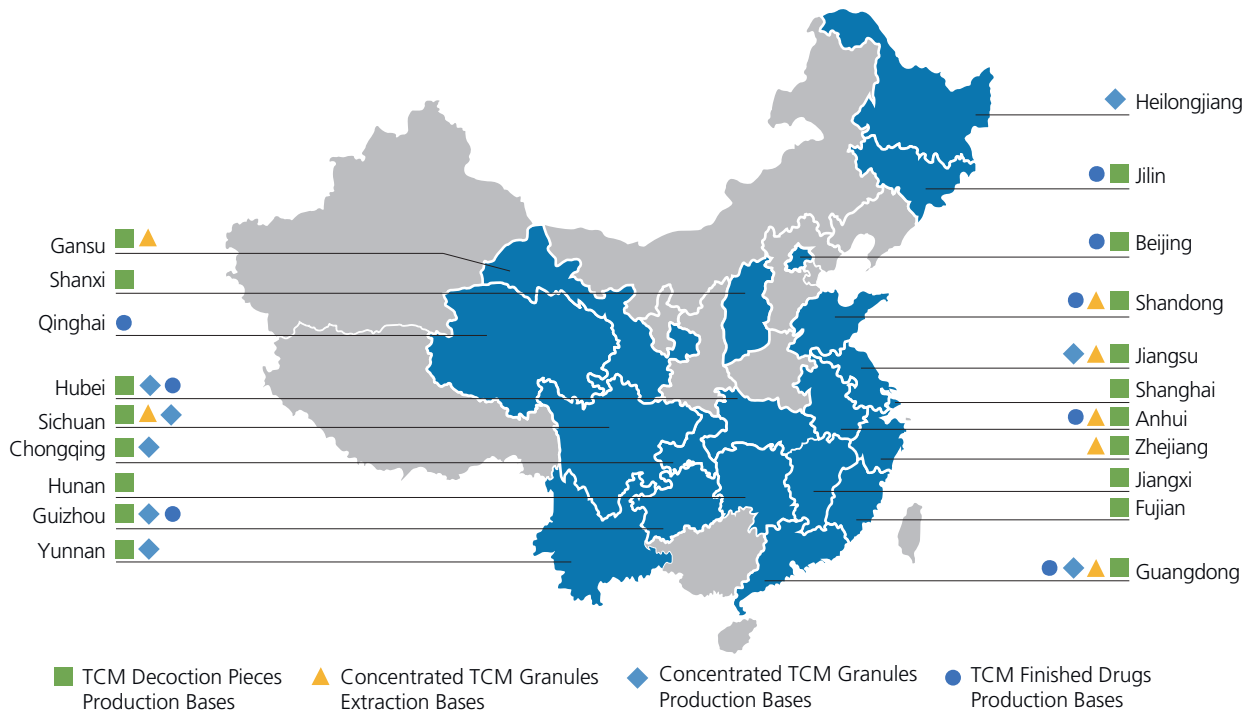 Gansu
Shanxi
Qinghai
Hubei
Sichuan
Chongqing
Hunan
Guizhou
Yunnan
Heilongjiang
Jilin
Beijing
Shandong
Jiangsu
Shanghai
Anhui
Zhejiang
Jiangxi
Fujian
Guangdong
TCM Decoction Pieces
Production Bases
Concentrated TCM Granules
Extraction Bases
Concentrated TCM Granules
Production Bases
TCM Finished Drugs
Production Bases